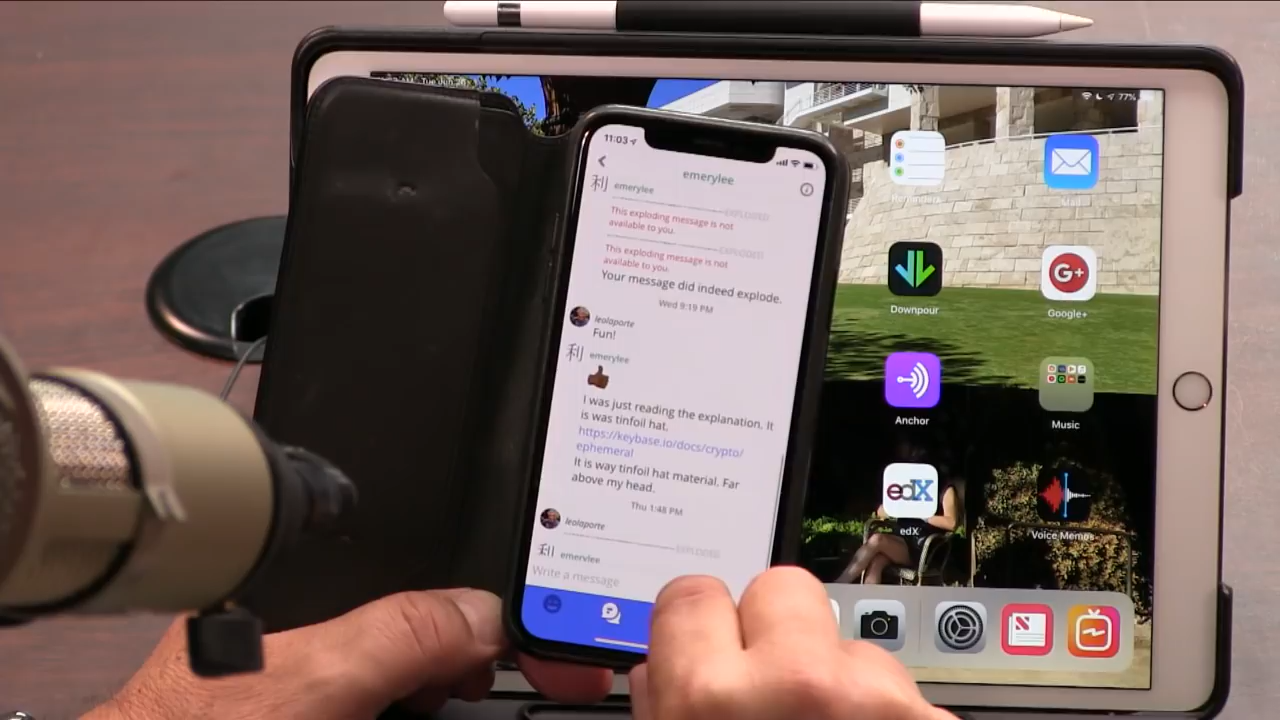 77%
11:03
emerylee
利 emerylee
EXPLODED
This exploding message is not
available to you.
EXPLODED
This exploding message is not
available to you.
Your message did indeed explode.
Wed 9:19 PM
leolaporte
Fun!
利 emerylee
I was just reading the explanation. It
is was tinfoil hat.
https://keybase.io/docs/crypto/
ephemeral
It is way tinfoil hat material. Far
above my head.
Thu 1:48 PM
leolaporte
EXPLODED
利 emerylee
Write a message
Reminders
Mail
Downpour
G+
Google+
Anchor
Music
edX
edX
Voice Memos
N